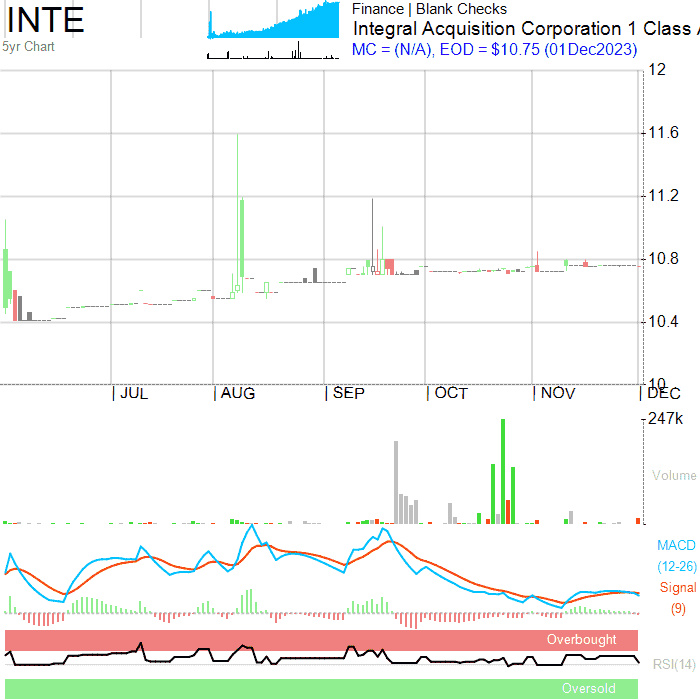 INTE
5yr Chart
Finance | Blank Checks
Integral Acquisition Corporation 1 Class
MC = (N/A), EOD = $10.75 (01Dec2023)
12
11.6
11.2
10.8
10.4
10
JUL
AUG
SEP
OCT
NOV
DEC
247k
Volume
MACD
(12-26)
Signal
(9)
Overbought
RSI(14)
Oversold